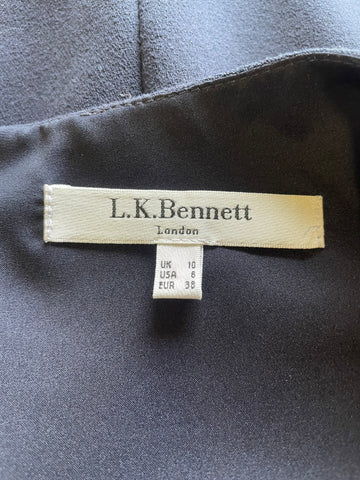 L.K.Bennett
London
UK 10
USA 6
EUR 38